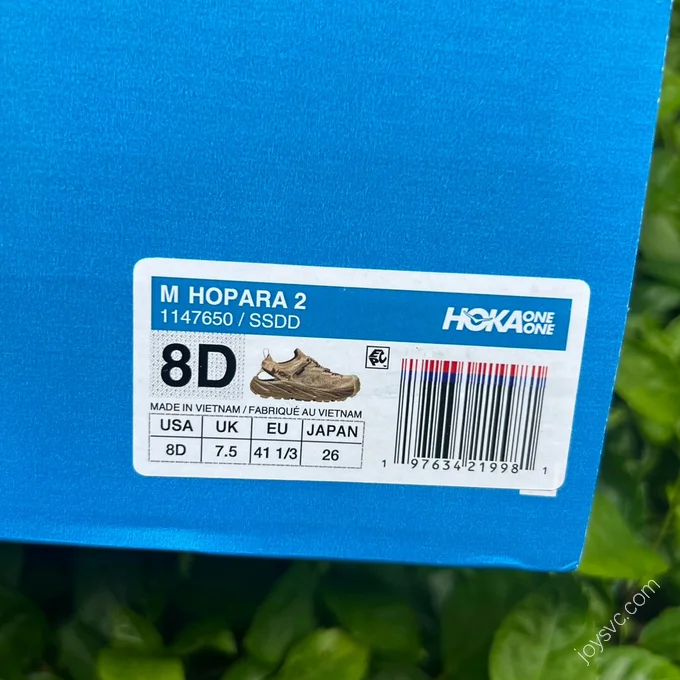 M HOPARA 2
1147650 / SSDD
HOKA ONE ONE
8D
MADE IN VIETNAM / FABRIQUÉ AU VIETNAM
USA UK EU JAPAN
8D 7.5 41 1/3 26
1 97634 21998 1
joysvc.com